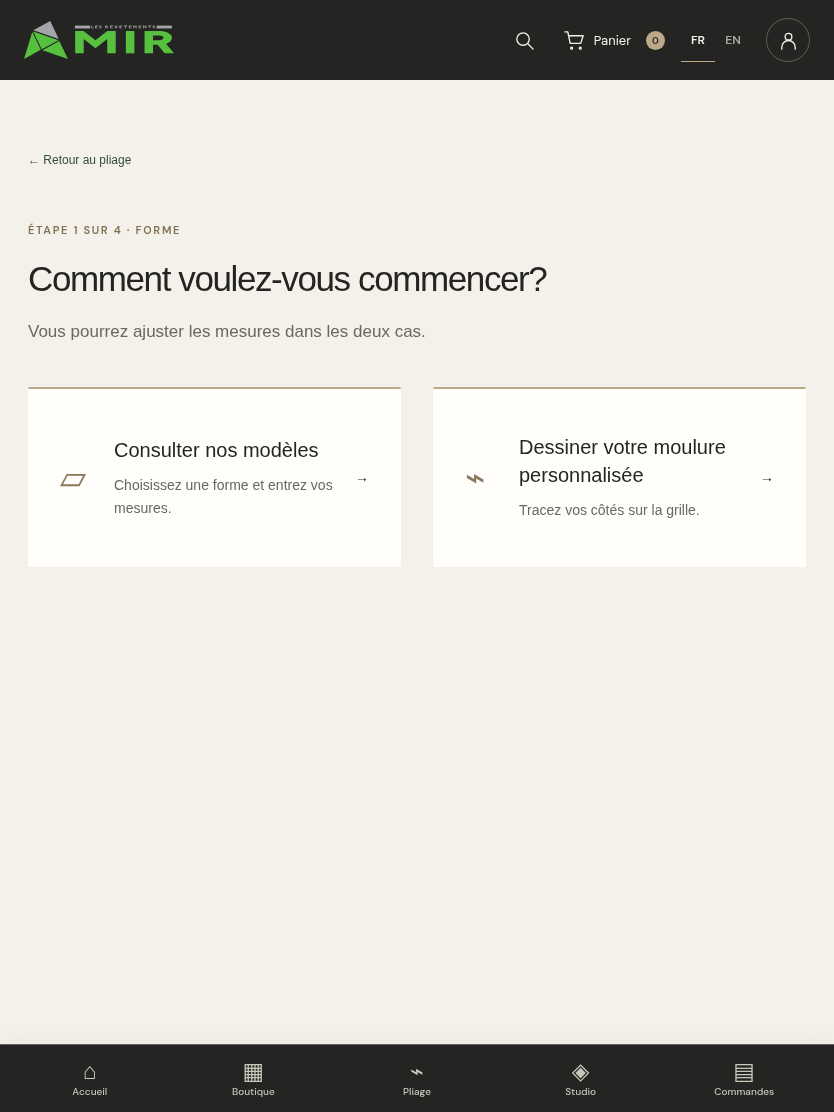 LES REVÊTEMENTS
MIR
Panier 0 FR EN
← Retour au pliage
ÉTAPE 1 SUR 4 · FORME
Comment voulez-vous commencer?
Vous pourrez ajuster les mesures dans les deux cas.
Consulter nos modèles
Choisissez une forme et entrez vos
mesures.
→
Dessiner votre moulure
personnalisée
Tracez vos côtés sur la grille.
→
Accueil Boutique Pliage Studio Commandes